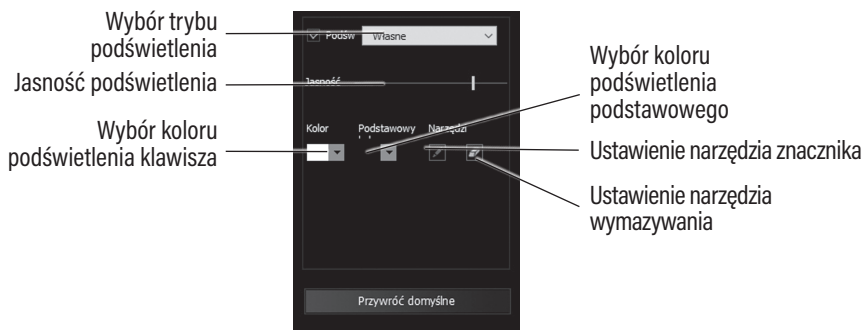 Wybór trybu
podświetlenia
Jasność podświetlenia
Wybór koloru
podświetlenia klawisza
Podśw
Własne
Jasność
Kolor
Podstawowy
Narzędzi
Przywróć domyślne
Wybór koloru
podświetlenia
podstawowego
Ustawienie narzędzia znacznika
Ustawienie narzędzia
wymazywania